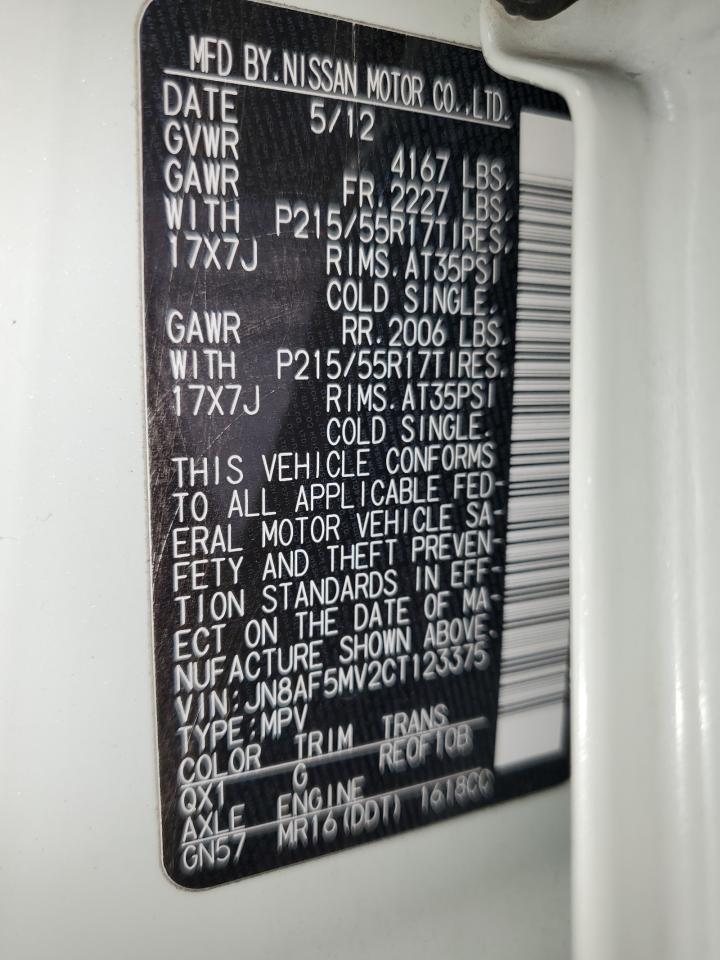 MFD BY. NISSAN MOTOR CO., LTD.
DATE 5/12
GVWR 4167 LBS.
GAWR FR. 2227 LBS.
WITH P215/55R17TIRES.
17X7J RIMS. AT35PSI
COLD SINGLE.
GAWR RR. 2006 LBS.
WITH P215/55R17TIRES.
17X7J RIMS. AT35PSI
COLD SINGLE.
THIS VEHICLE CONFORMS
TO ALL APPLICABLE FED-
ERAL MOTOR VEHICLE SA-
FETY AND THEFT PREVEN-
TION STANDARDS IN EFF-
ECT ON THE DATE OF MA-
NUFACTURE SHOWN ABOVE.
VIN:JN8AF5MV2CT123375
TYPE:MPV
COLOR TRIM TRANS
QX1 G RE0F10B
AXLE ENGINE
GN57 MR16(DDT) 1618CC